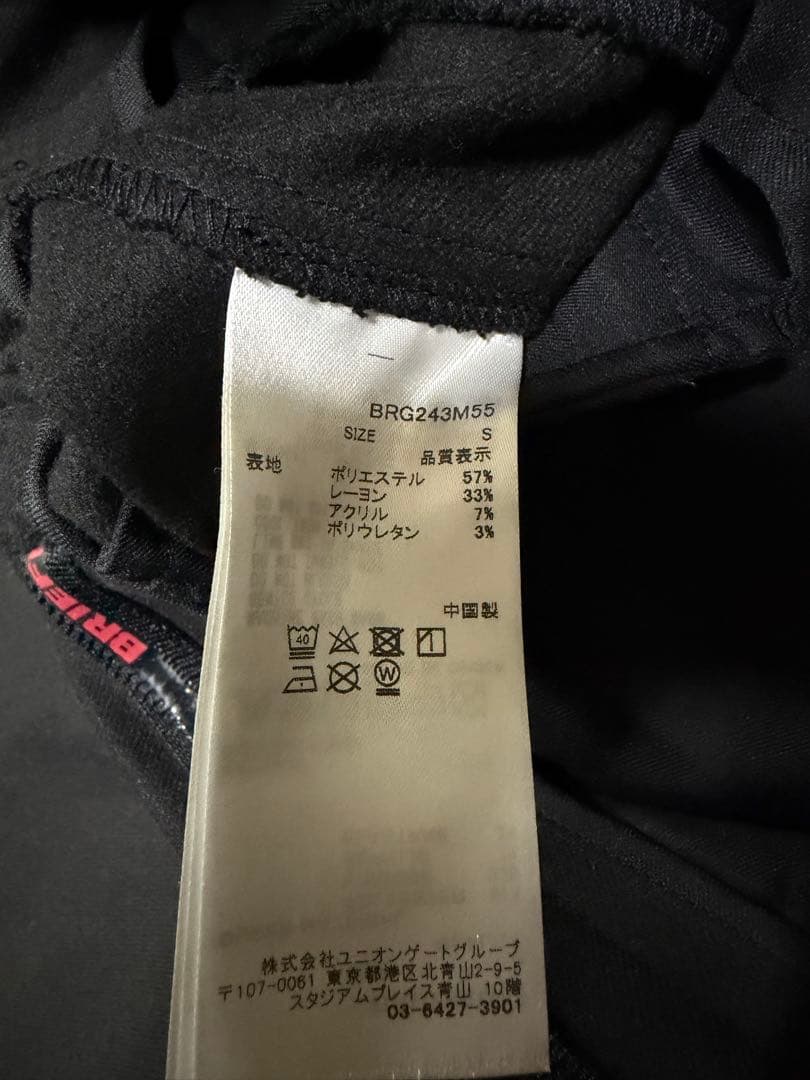 BRG243M55
SIZE S
品質表示
表地
ポリエステル 57%
レーヨン 33%
アクリル 7%
ポリウレタン 3%
中国製
40
W
株式会社ユニオンゲートグループ
〒107-0061 東京都港区北青山2-9-5
スタジアムプレイス青山 10階
03-6427-3901
BRIEF